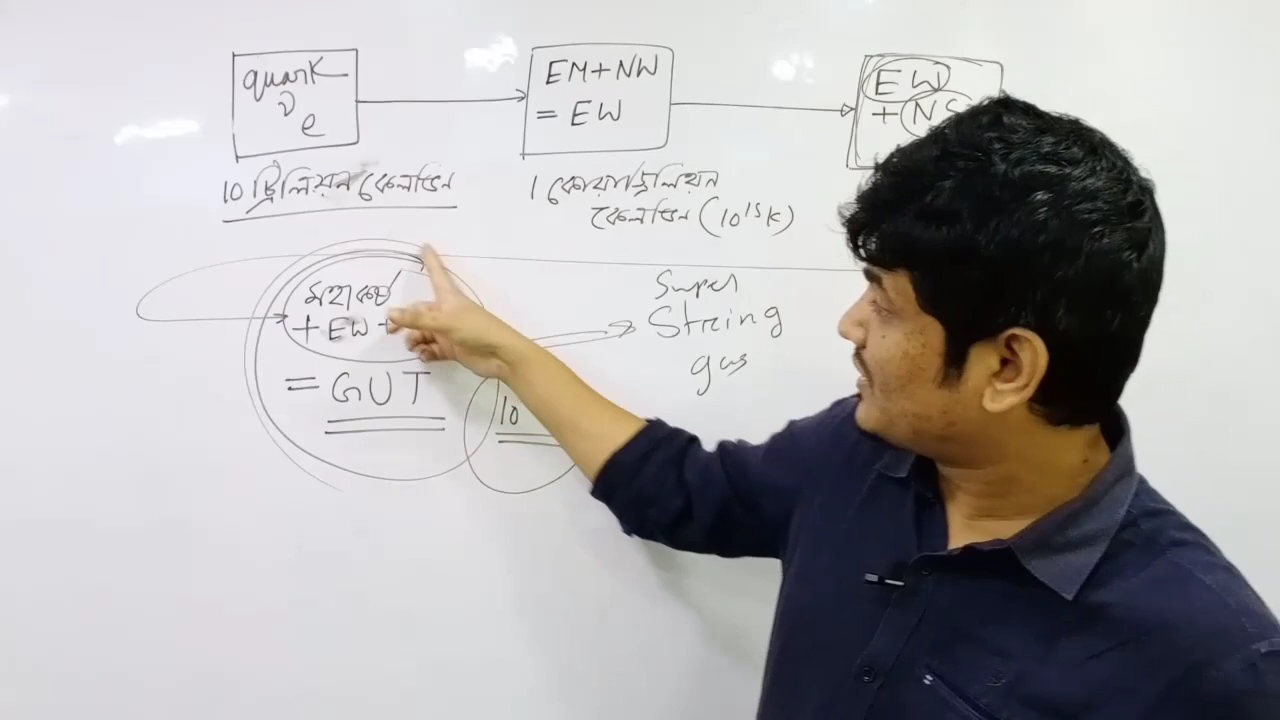 quark
ν
e
EM+NW
= EW
EW
+ NS
10 ট্রিলিয়ন কেলভিন
1 কোয়াড্রিলিয়ন
কেলভিন (10¹⁵K)
মহাকর্ষ
+ EW +
= GUT
10
Super
String
gas